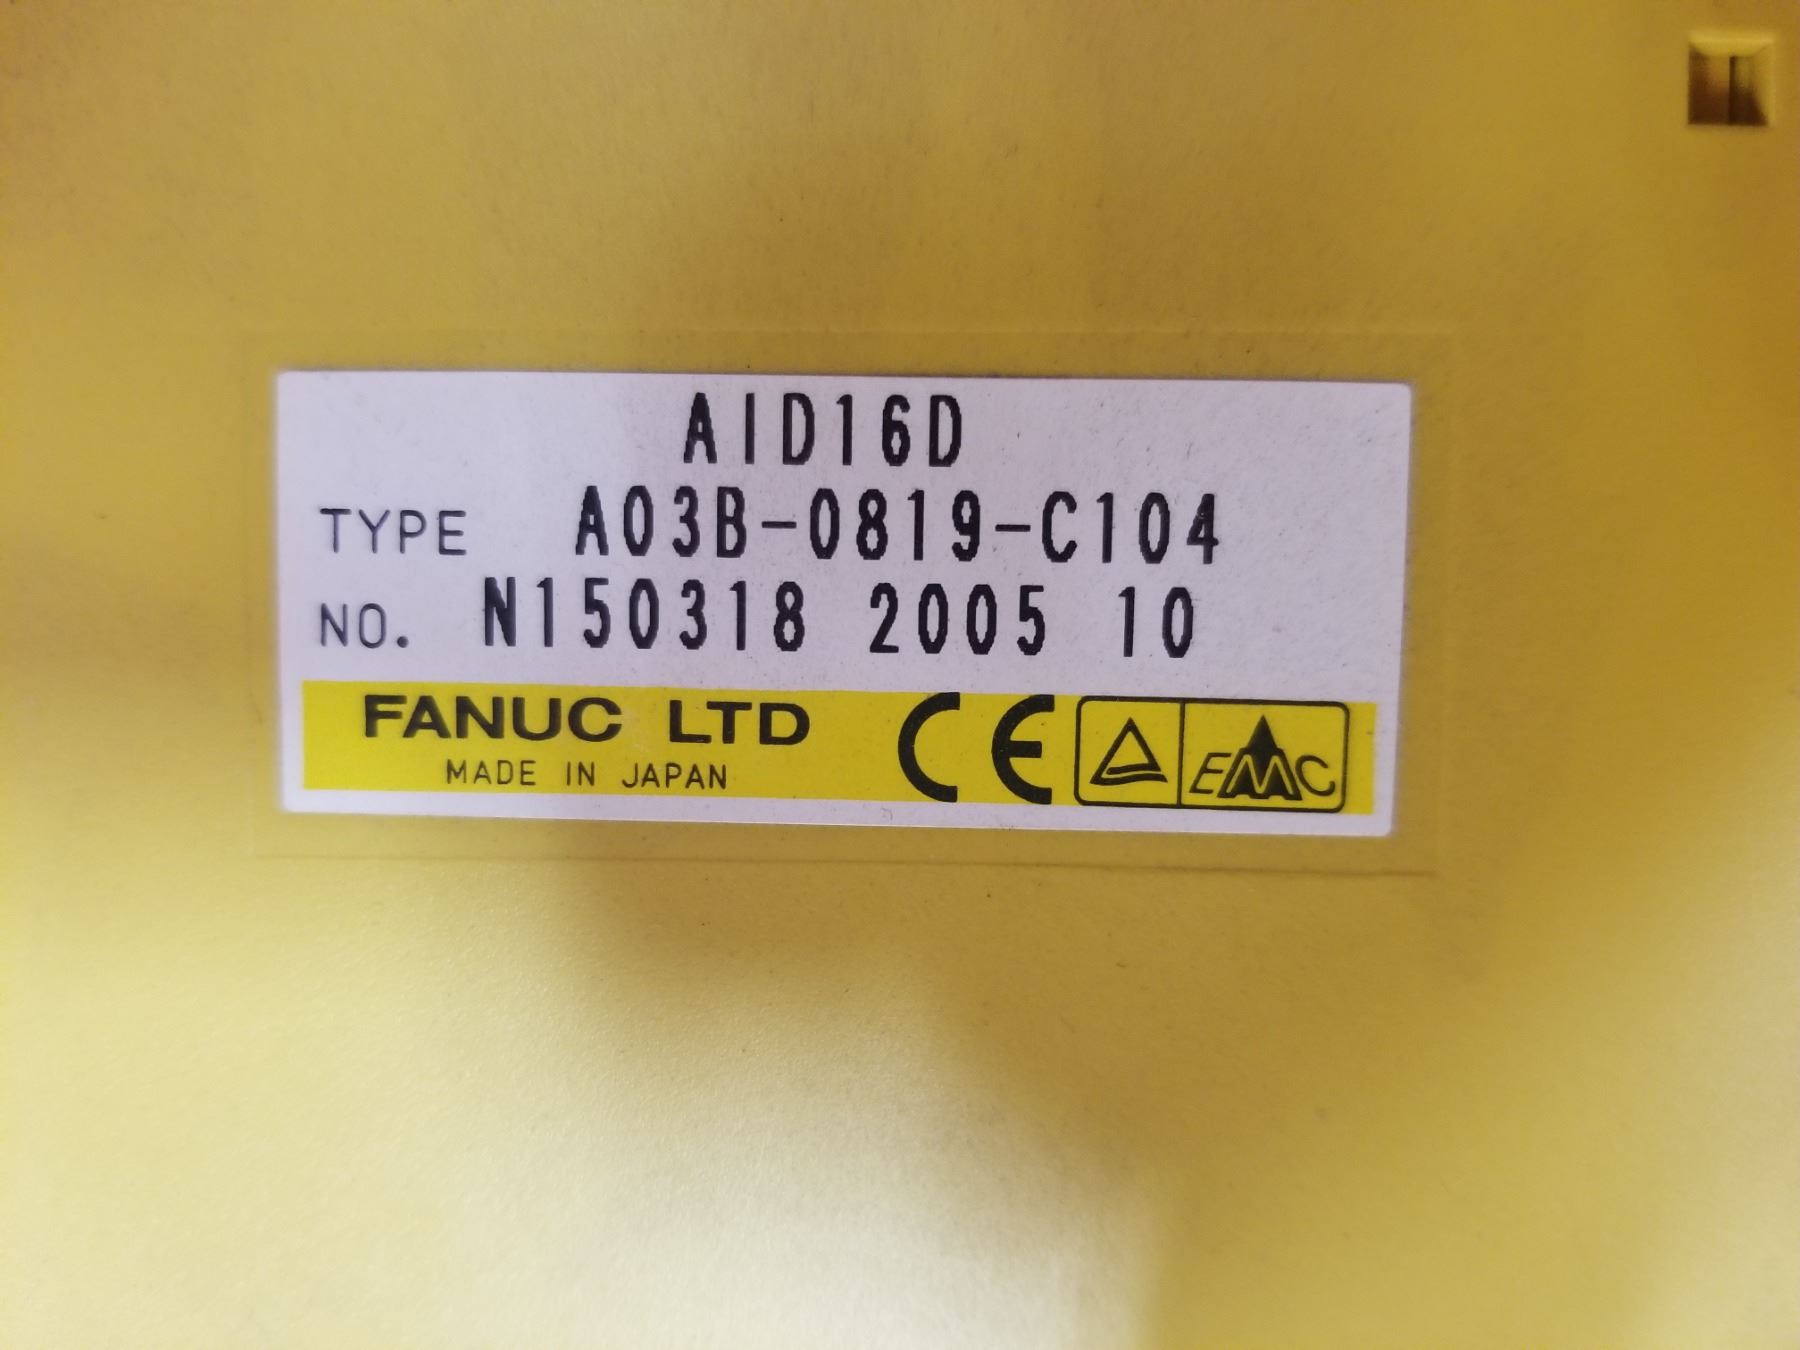 AID16D
TYPE A03B-0819-C104
NO. N150318 2005 10
FANUC LTD
MADE IN JAPAN
CE
EMC